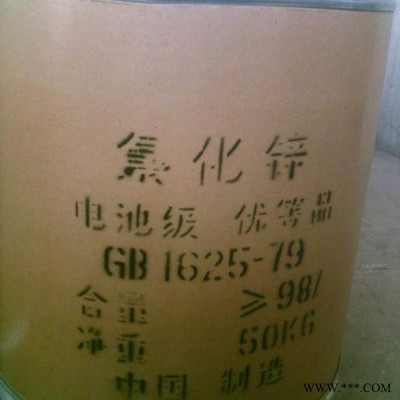 氯化锌
电池级 优等品
GB 1625-79
含量 ≥98%
净重 50KG
中国 制造
WWW.***.COM